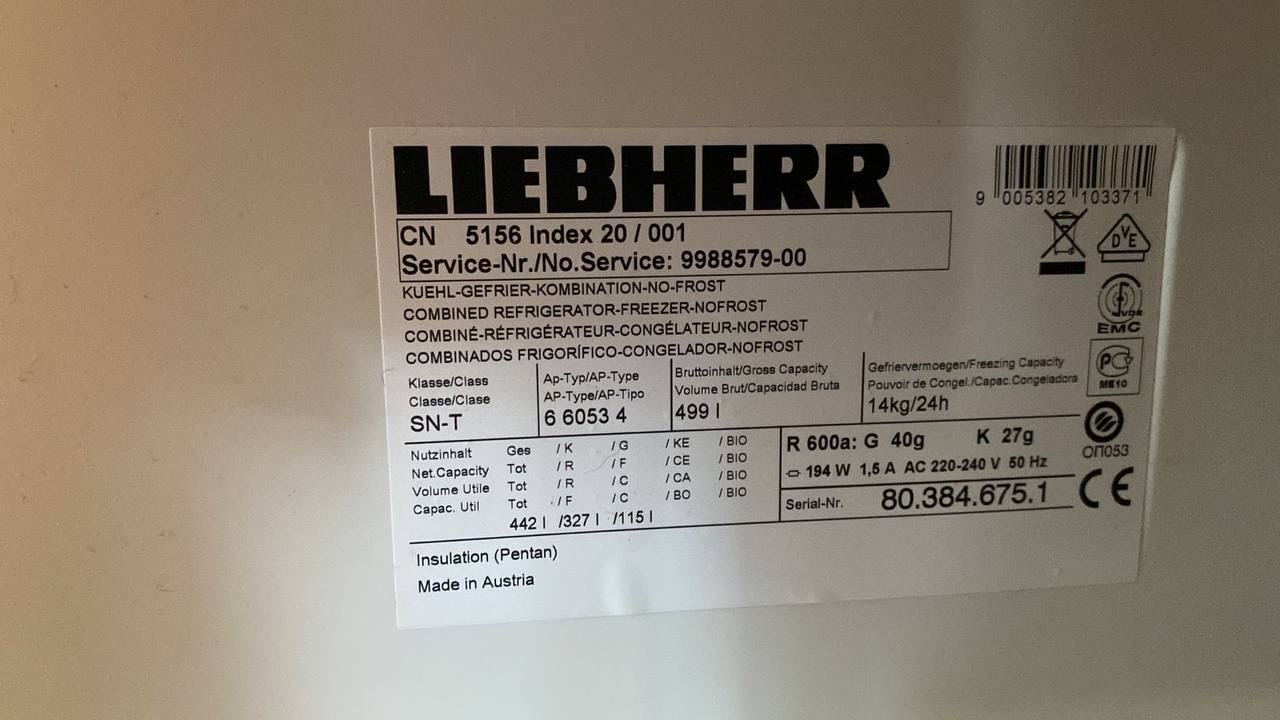 LIEBHERR
9 005382 103371
CN 5156 Index 20 / 001
Service-Nr./No.Service: 9988579-00
DVE
KUEHL-GEFRIER-KOMBINATION-NO-FROST
COMBINED REFRIGERATOR-FREEZER-NOFROST
COMBINÉ-RÉFRIGÉRATEUR-CONGÉLATEUR-NOFROST
COMBINADOS FRIGORÍFICO-CONGELADOR-NOFROST
VDE
EMC
Klasse/Class
Classe/Clase
SN-T
Ap-Typ/AP-Type
AP-Type/AP-Tipo
6 6053 4
Bruttoinhalt/Gross Capacity
Volume Brut/Capacidad Bruta
499 l
Gefriervermoegen/Freezing Capacity
Pouvoir de Congel./Capac.Congeladora
14kg/24h
МЕ10
ОП053
Nutzinhalt Ges / K / G / KE / BIO
Net.Capacity Tot / R / F / CE / BIO
Volume Utile Tot / R / C / CA / BIO
Capac. Util Tot / F / C / BO / BIO
442 l /327 l /115 l
R 600a: G 40g K 27g
194 W 1,5 A AC 220-240 V 50 Hz
Serial-Nr. 80.384.675.1
CE
Insulation (Pentan)
Made in Austria